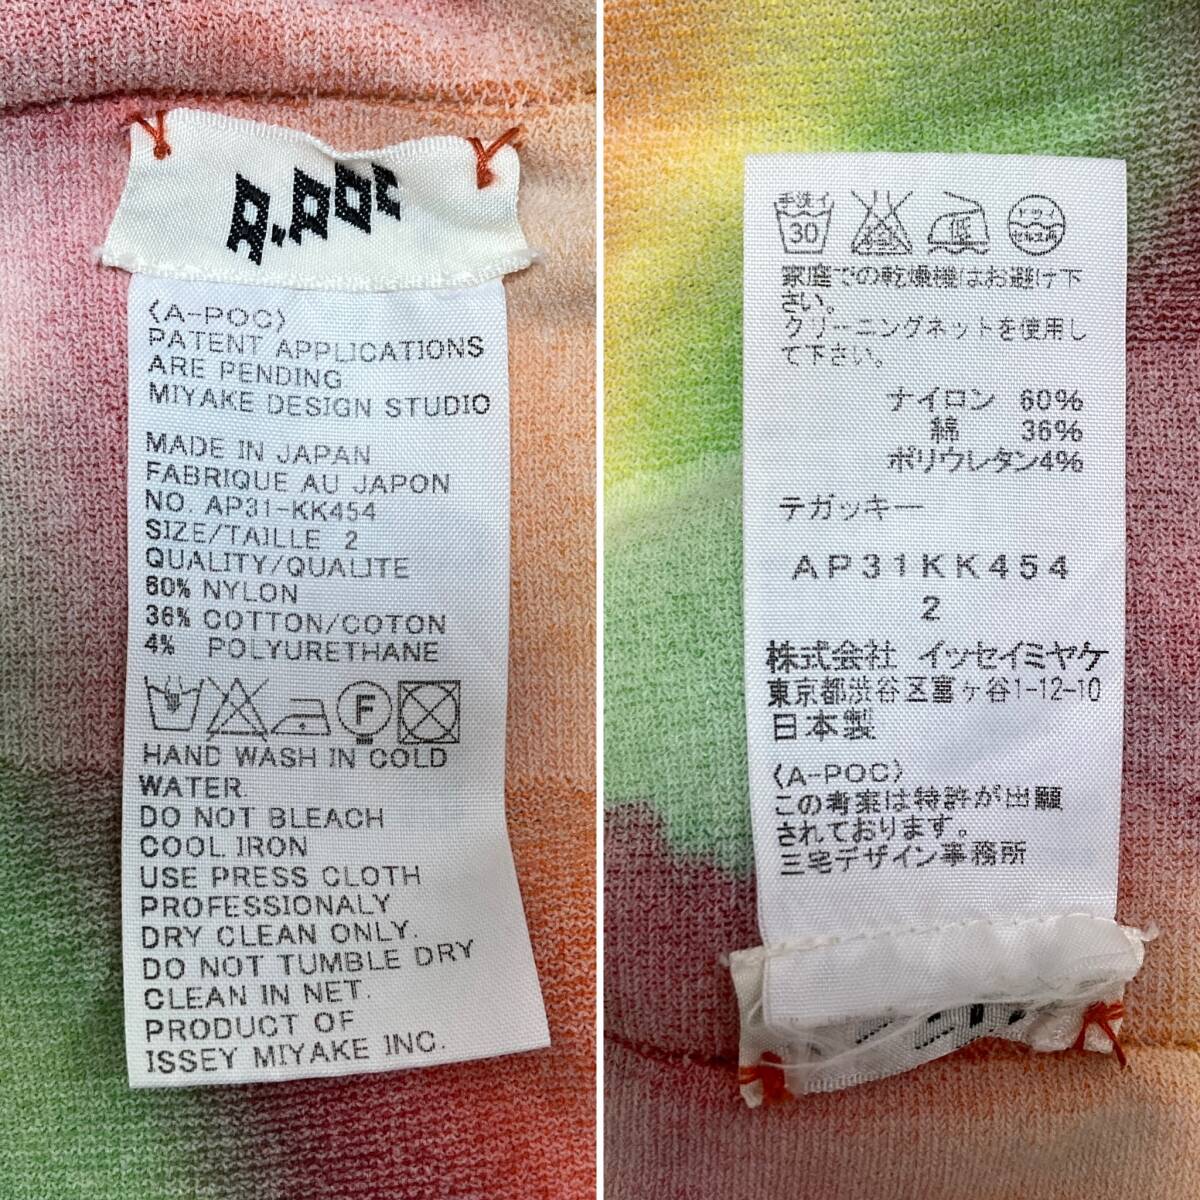 A.POC
〈A-POC〉
PATENT APPLICATIONS
ARE PENDING
MIYAKE DESIGN STUDIO
MADE IN JAPAN
FABRIQUE AU JAPON
NO. AP31-KK454
SIZE/TAILLE 2
QUALITY/QUALITE
60% NYLON
36% COTTON/COTON
4% POLYURETHANE
F
HAND WASH IN COLD
WATER.
DO NOT BLEACH
COOL IRON
USE PRESS CLOTH
PROFESSIONALY
DRY CLEAN ONLY.
DO NOT TUMBLE DRY
CLEAN IN NET.
PRODUCT OF
ISSEY MIYAKE INC.
手洗イ
30
低
ドライ
家庭での乾燥機はお避け下
さい。
クリーニングネットを使用し
て下さい。
ナイロン 60%
綿 36%
ポリウレタン4%
テガッキー
AP31KK454
2
株式会社 イッセイミヤケ
東京都渋谷区富ヶ谷1-12-10
日本製
〈A-POC〉
この考案は特許が出願
されております。
三宅デザイン事務所